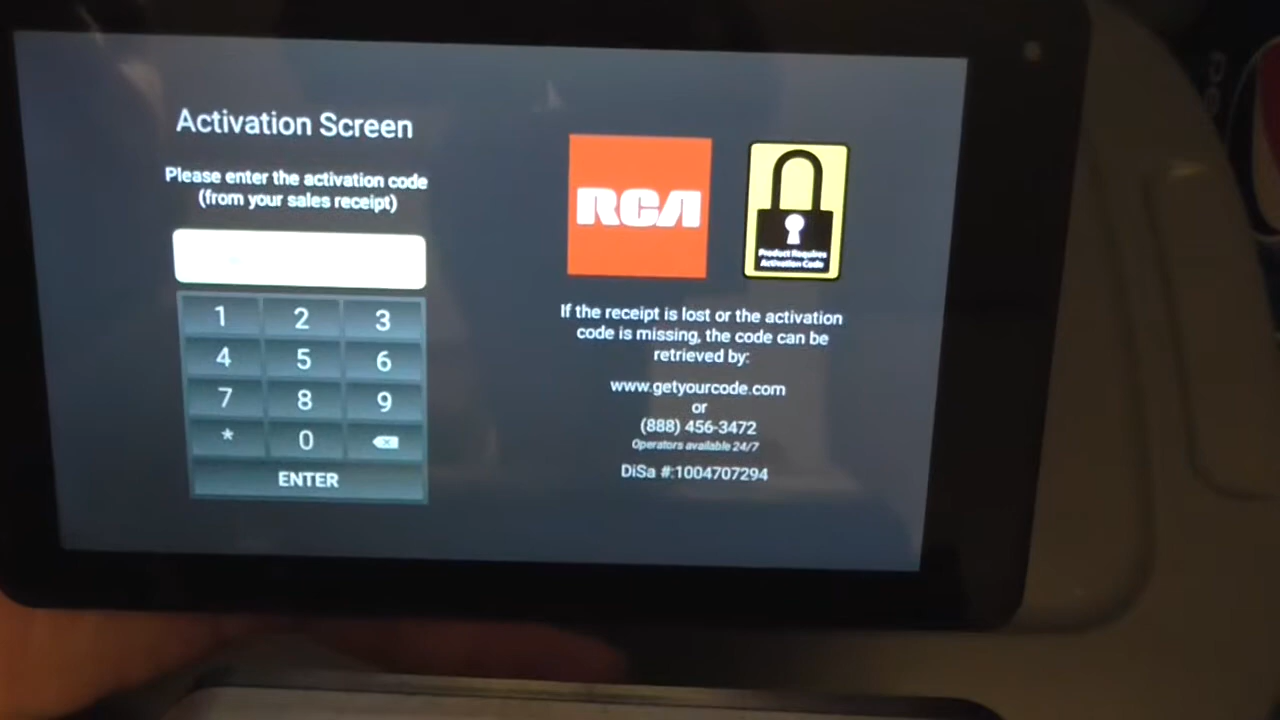 Activation Screen
Please enter the activation code
(from your sales receipt)
1 2 3
4 5 6
7 8 9
* 0
ENTER
RCA
Product Requires
Activation Code
If the receipt is lost or the activation
code is missing, the code can be
retrieved by:
www.getyourcode.com
or
(888) 456-3472
Operators available 24/7
DiSa #:1004707294